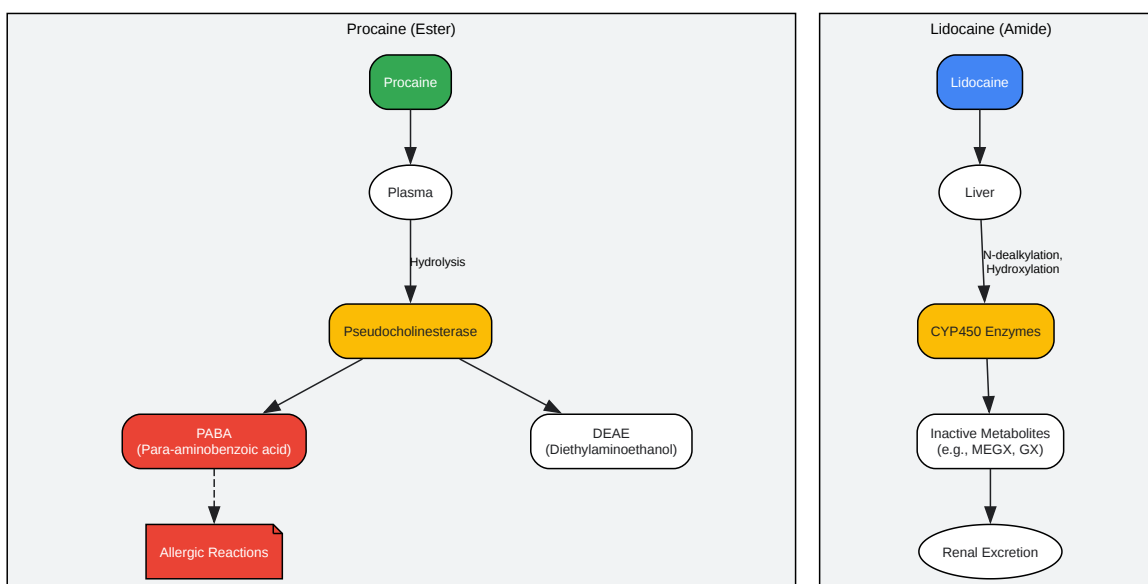 Procaine (Ester)
Procaine
Plasma
Hydrolysis
Pseudocholinesterase
PABA
(Para-aminobenzoic acid)
DEAE
(Diethylaminoethanol)
Allergic Reactions
Lidocaine (Amide)
Lidocaine
Liver
N-dealkylation,
Hydroxylation
CYP450 Enzymes
Inactive Metabolites
(e.g., MEGX, GX)
Renal Excretion